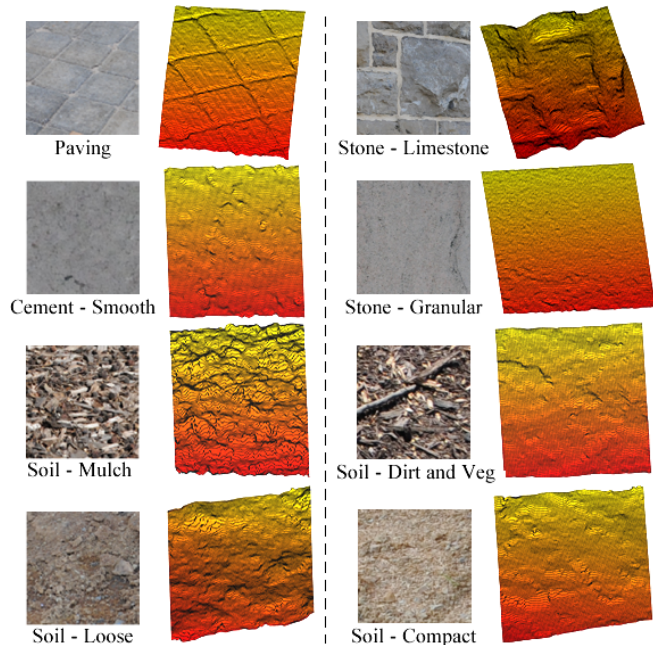 Paving
Stone - Limestone
Cement - Smooth
Stone - Granular
Soil - Mulch
Soil - Dirt and Veg
Soil - Loose
Soil - Compact